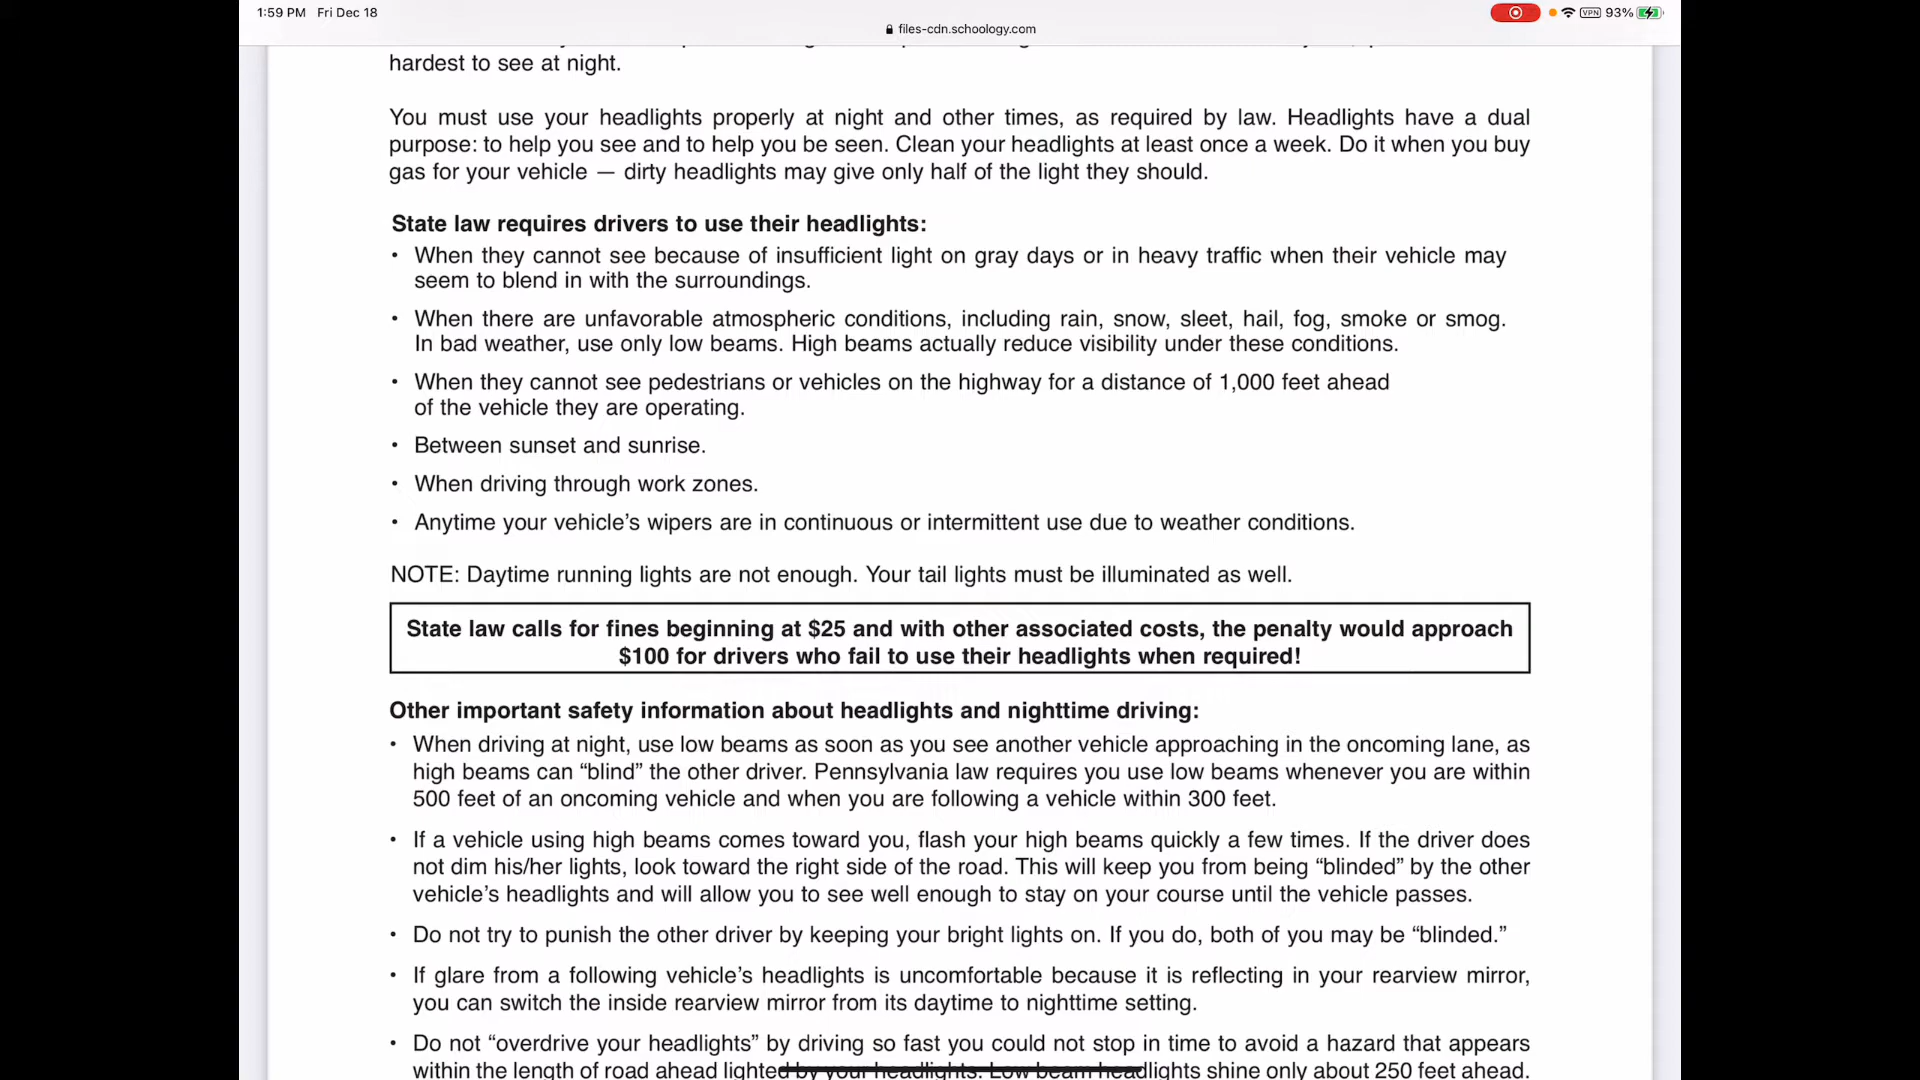 1:59 PM Fri Dec 18
VPN 93%
files-cdn.schoology.com
hardest to see at night.
You must use your headlights properly at night and other times, as required by law. Headlights have a dual
purpose: to help you see and to help you be seen. Clean your headlights at least once a week. Do it when you buy
gas for your vehicle — dirty headlights may give only half of the light they should.
State law requires drivers to use their headlights:
• When they cannot see because of insufficient light on gray days or in heavy traffic when their vehicle may
seem to blend in with the surroundings.
• When there are unfavorable atmospheric conditions, including rain, snow, sleet, hail, fog, smoke or smog.
In bad weather, use only low beams. High beams actually reduce visibility under these conditions.
• When they cannot see pedestrians or vehicles on the highway for a distance of 1,000 feet ahead
of the vehicle they are operating.
• Between sunset and sunrise.
• When driving through work zones.
• Anytime your vehicle’s wipers are in continuous or intermittent use due to weather conditions.
NOTE: Daytime running lights are not enough. Your tail lights must be illuminated as well.
State law calls for fines beginning at $25 and with other associated costs, the penalty would approach
$100 for drivers who fail to use their headlights when required!
Other important safety information about headlights and nighttime driving:
• When driving at night, use low beams as soon as you see another vehicle approaching in the oncoming lane, as
high beams can “blind” the other driver. Pennsylvania law requires you use low beams whenever you are within
500 feet of an oncoming vehicle and when you are following a vehicle within 300 feet.
• If a vehicle using high beams comes toward you, flash your high beams quickly a few times. If the driver does
not dim his/her lights, look toward the right side of the road. This will keep you from being “blinded” by the other
vehicle’s headlights and will allow you to see well enough to stay on your course until the vehicle passes.
• Do not try to punish the other driver by keeping your bright lights on. If you do, both of you may be “blinded.”
• If glare from a following vehicle’s headlights is uncomfortable because it is reflecting in your rearview mirror,
you can switch the inside rearview mirror from its daytime to nighttime setting.
• Do not “overdrive your headlights” by driving so fast you could not stop in time to avoid a hazard that appears
within the length of road ahead lighted by your headlights. Low beam headlights shine only about 250 feet ahead.